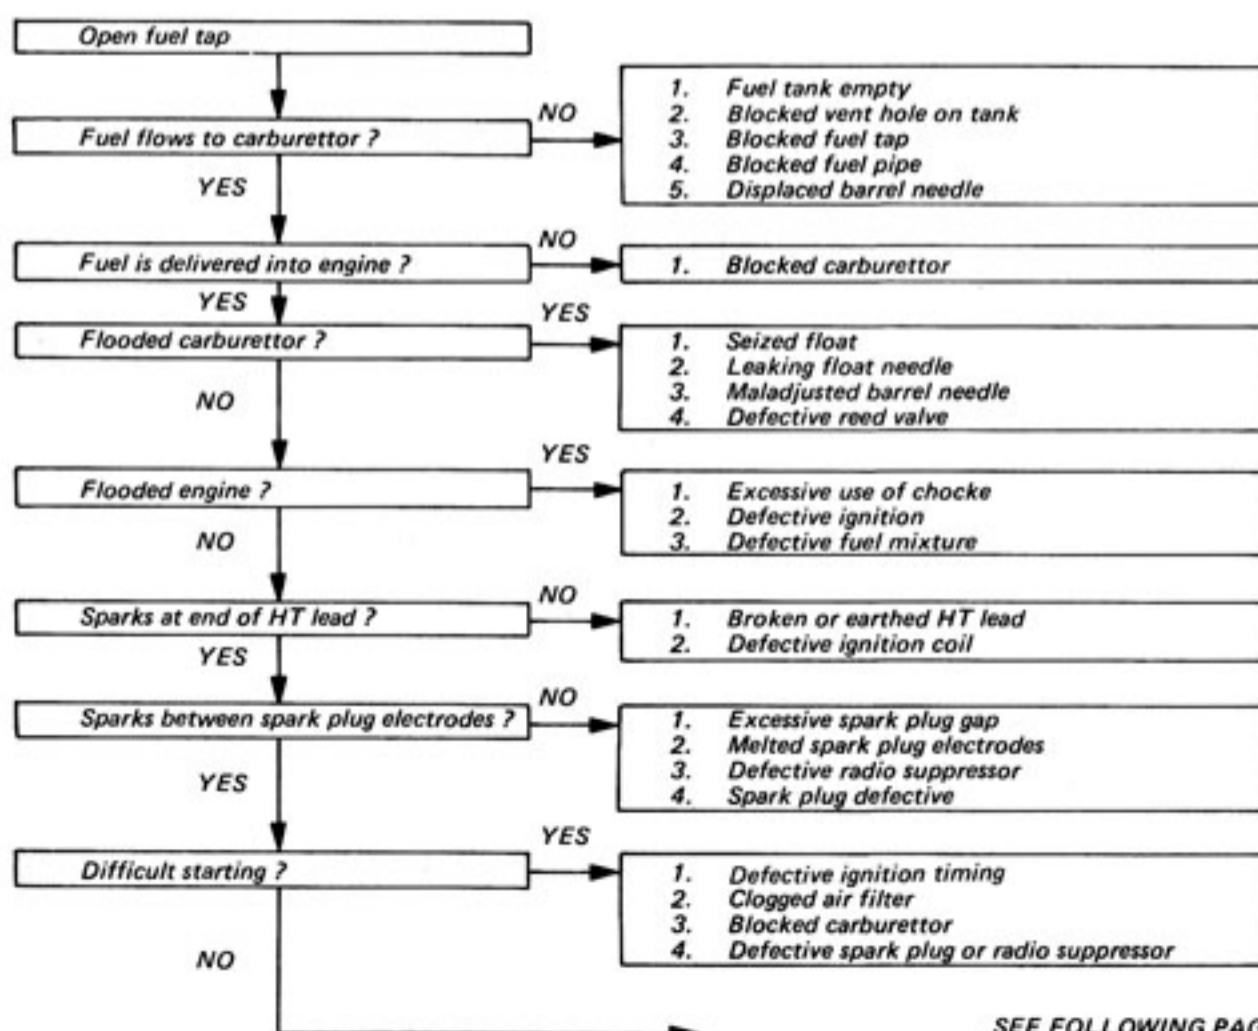 Open fuel tap
NO
Fuel flows to carburettor ?
1. Fuel tank empty
2. Blocked vent hole on tank
3. Blocked fuel tap
4. Blocked fuel pipe
5. Displaced barrel needle
YES
NO
Fuel is delivered into engine ?
1. Blocked carburettor
YES
YES
Flooded carburettor ?
1. Seized float
2. Leaking float needle
3. Maladjusted barrel needle
4. Defective reed valve
NO
YES
Flooded engine ?
1. Excessive use of chocke
2. Defective ignition
3. Defective fuel mixture
NO
NO
Sparks at end of HT lead ?
1. Broken or earthed HT lead
2. Defective ignition coil
YES
NO
Sparks between spark plug electrodes ?
1. Excessive spark plug gap
2. Melted spark plug electrodes
3. Defective radio suppressor
4. Spark plug defective
YES
YES
Difficult starting ?
1. Defective ignition timing
2. Clogged air filter
3. Blocked carburettor
4. Defective spark plug or radio suppressor
NO
SEE FOLLOWING PAG